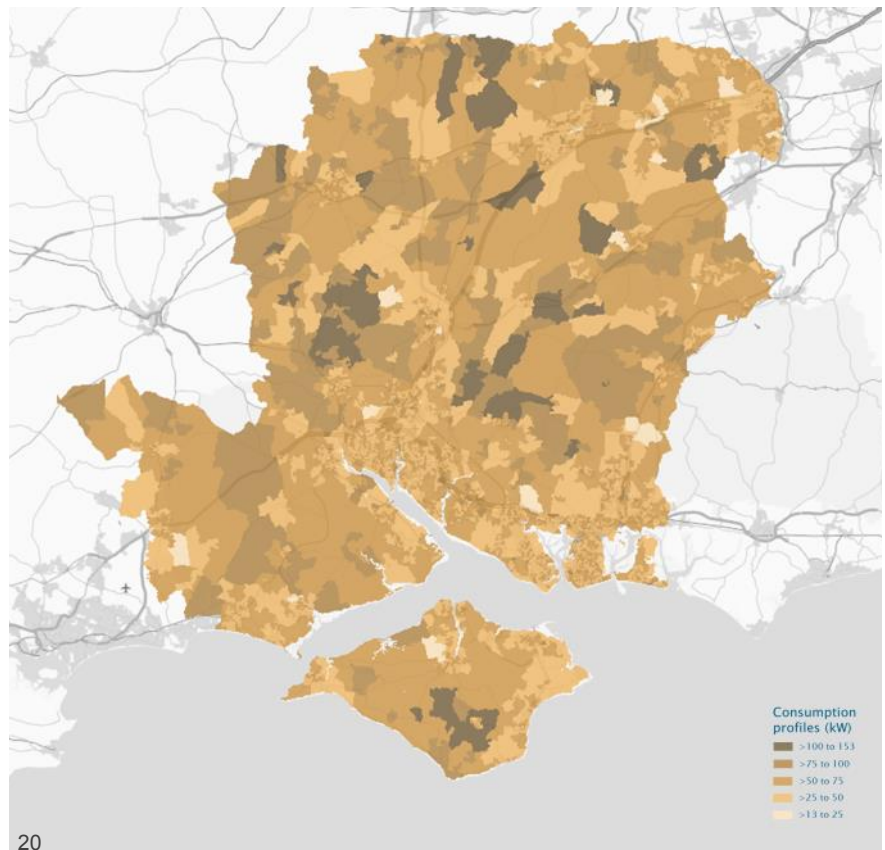 Consumption
profiles (kW)
>100 to 153
>75 to 100
>50 to 75
>25 to 50
>13 to 25
20